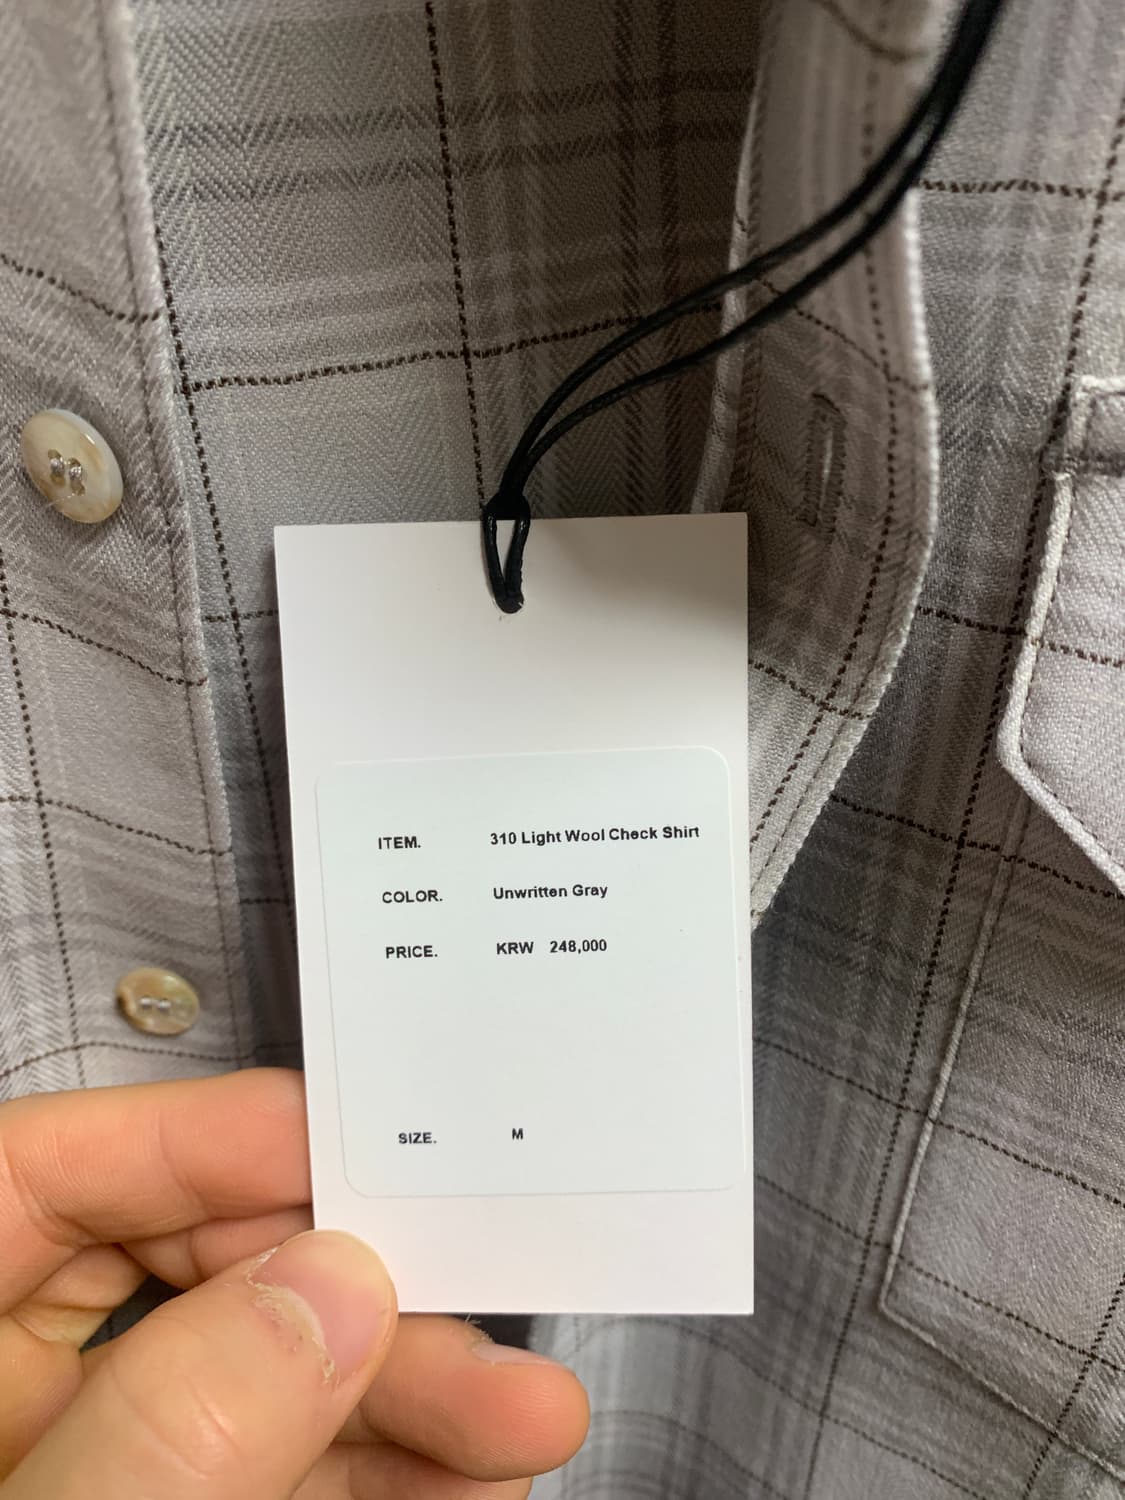 ITEM. 310 Light Wool Check Shirt
COLOR. Unwritten Gray
PRICE. KRW 248,000
SIZE. M